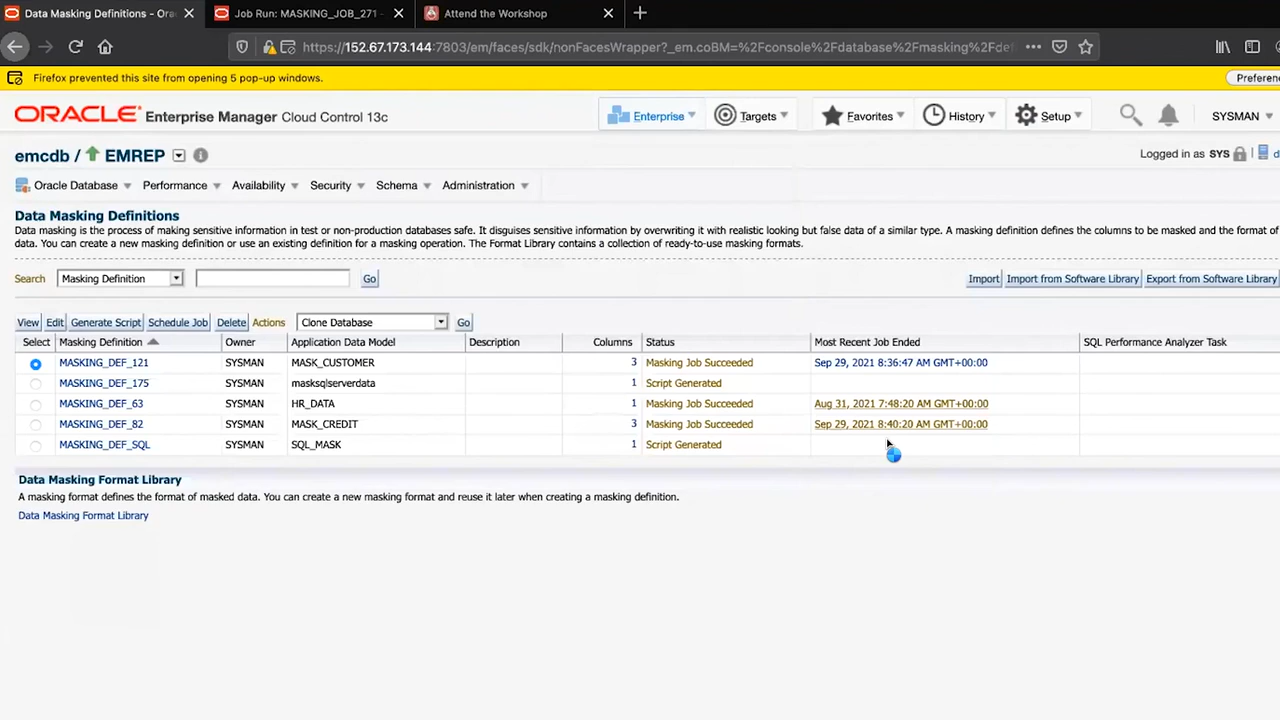 Data Masking Definitions - Ora
Job Run: MASKING_JOB_271 -
Attend the Workshop
https://152.67.173.144:7803/em/faces/sdk/nonFacesWrapper?_em.coBM=%2Fconsole%2Fdatabase%2Fmasking%2Fde
Firefox prevented this site from opening 5 pop-up windows.
Preferen
ORACLE Enterprise Manager Cloud Control 13c
Enterprise Targets Favorites History Setup SYSMAN
emcdb / EMREP
Logged in as SYS
Oracle Database Performance Availability Security Schema Administration
Data Masking Definitions
Data masking is the process of making sensitive information in test or non-production databases safe. It disguises sensitive information by overwriting it with realistic looking but false data of a similar type. A masking definition defines the columns to be masked and the format of
data. You can create a new masking definition or use an existing definition for a masking operation. The Format Library contains a collection of ready-to-use masking formats.
Search Masking Definition Go Import Import from Software Library Export from Software Library
View Edit Generate Script Schedule Job Delete Actions Clone Database Go
Select Masking Definition Owner Application Data Model Description Columns Status Most Recent Job Ended SQL Performance Analyzer Task
MASKING_DEF_121 SYSMAN MASK_CUSTOMER 3 Masking Job Succeeded Sep 29, 2021 8:36:47 AM GMT+00:00
MASKING_DEF_175 SYSMAN masksqlserverdata 1 Script Generated
MASKING_DEF_63 SYSMAN HR_DATA 1 Masking Job Succeeded Aug 31, 2021 7:48:20 AM GMT+00:00
MASKING_DEF_82 SYSMAN MASK_CREDIT 3 Masking Job Succeeded Sep 29, 2021 8:40:20 AM GMT+00:00
MASKING_DEF_SQL SYSMAN SQL_MASK 1 Script Generated
Data Masking Format Library
A masking format defines the format of masked data. You can create a new masking format and reuse it later when creating a masking definition.
Data Masking Format Library